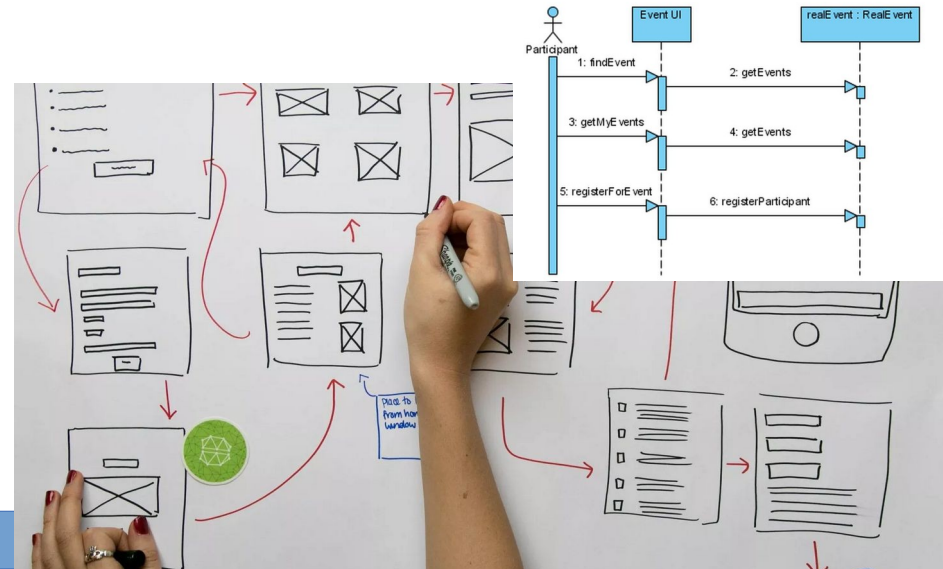 Event UI
realEvent : RealEvent
Participant
1: findEvent
2: getEvents
3: getMyEvents
4: getEvents
5: registerForEvent
6: registerParticipant
place to
from
window